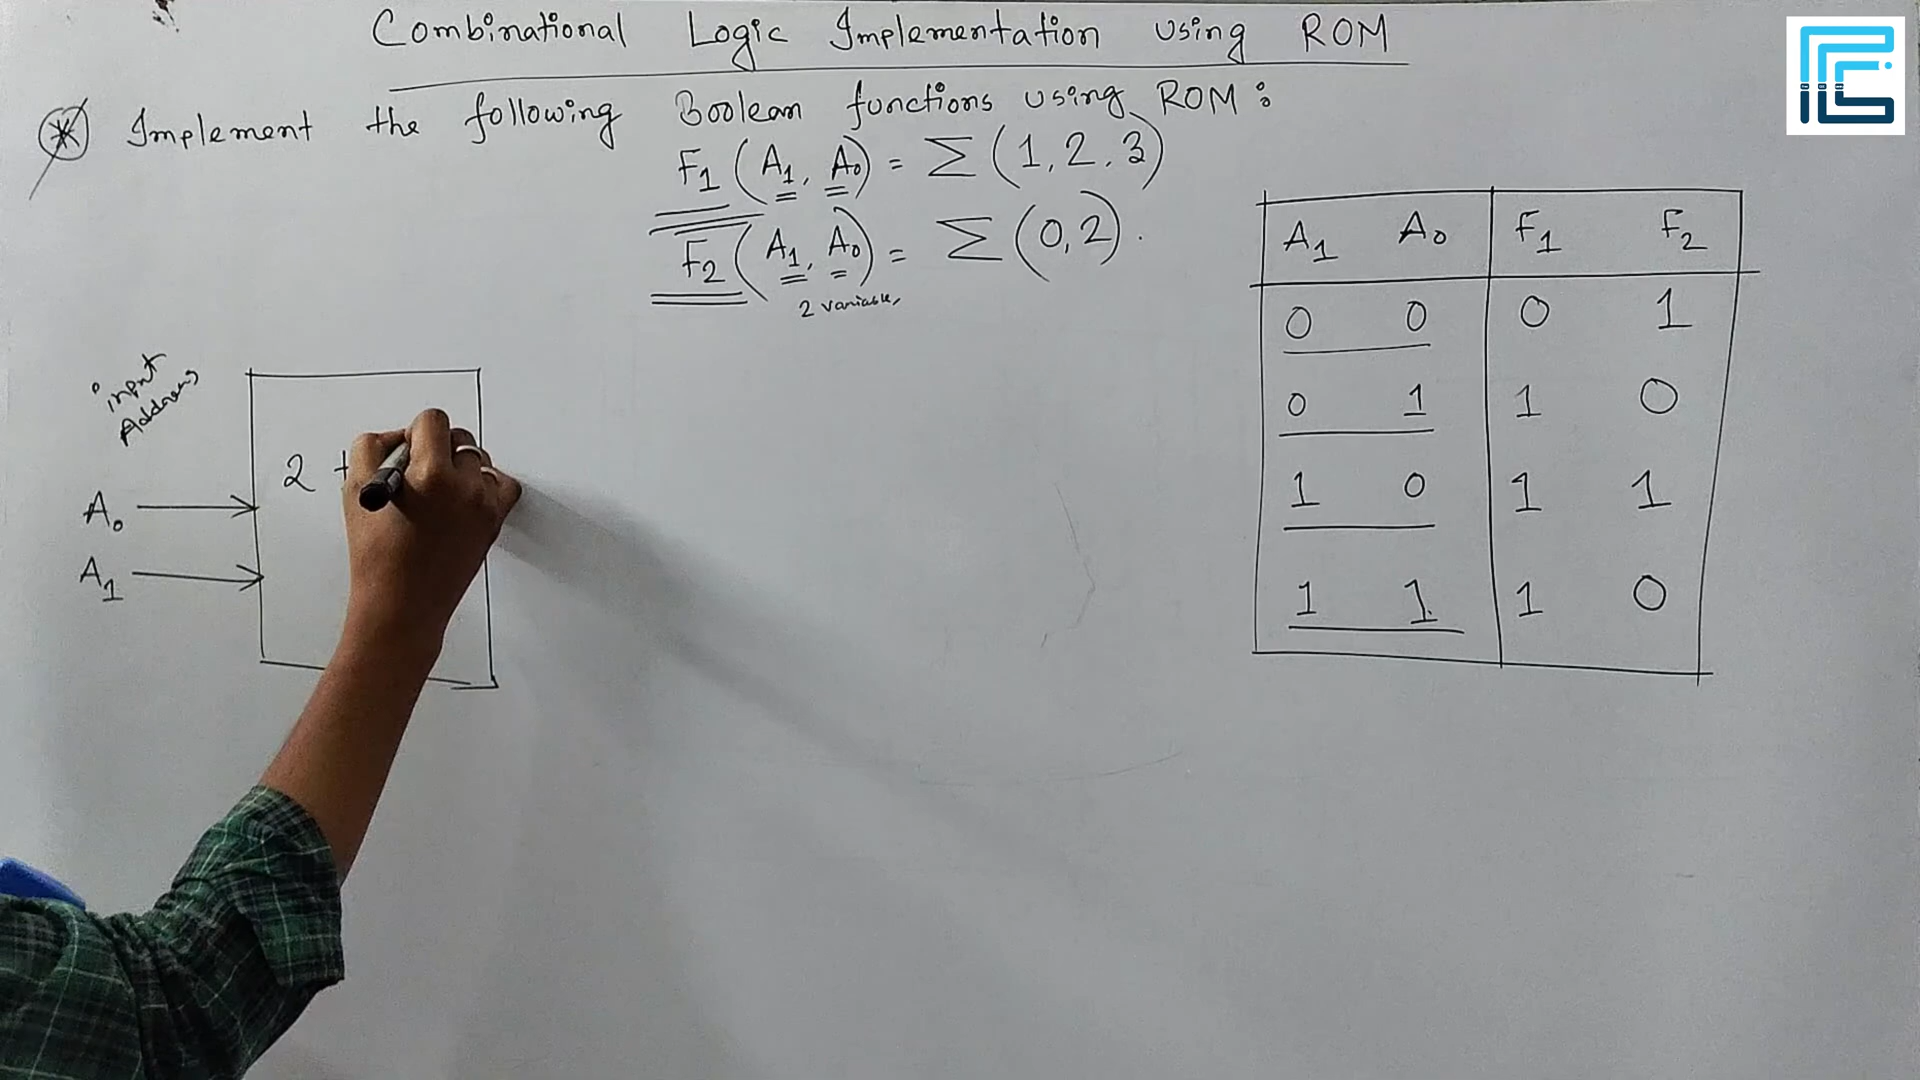 Combinational Logic Implementation using ROM
* Implement the following Boolean functions using ROM :
F1 (A1, A0) = Σ (1, 2, 3)
F2 (A1, A0) = Σ (0, 2).
2 variable,
A1 A0 F1 F2
0 0 0 1
0 1 1 0
1 0 1 1
1 1 1 0
input
Address
2
A0
A1